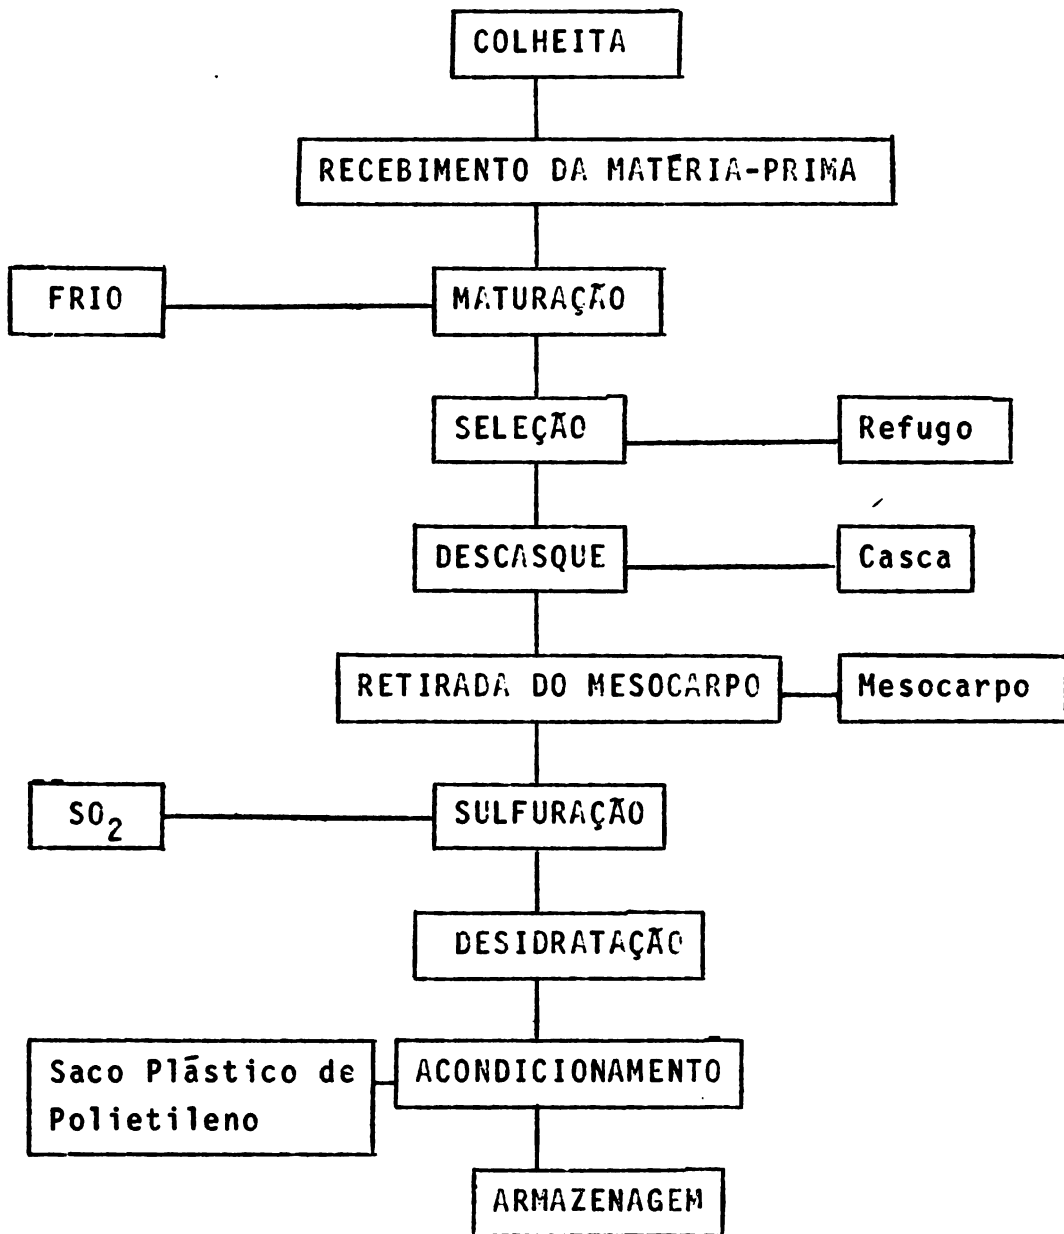 COLHEITA
RECEBIMENTO DA MATÉRIA-PRIMA
FRIO
MATURAÇÃO
SELEÇÃO
Refugo
DESCASQUE
Casca
RETIRADA DO MESOCARPO
Mesocarpo
SO₂
SULFURAÇÃO
DESIDRATAÇÃO
Saco Plástico de
Polietileno
ACONDICIONAMENTO
ARMAZENAGEM